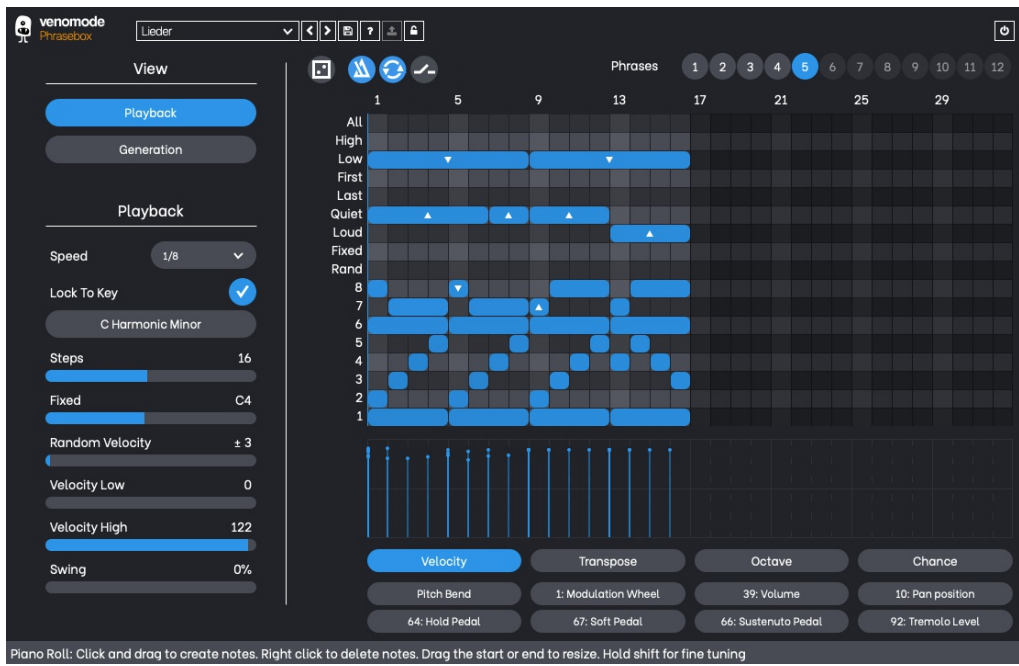 venomode
Phrasebox
Lieder
?
View
Phrases 1 2 3 4 5 6 7 8 9 10 11 12
Playback
Generation
1 5 9 13 17 21 25 29
All
High
Low
First
Last
Quiet
Loud
Fixed
Rand
8
7
6
5
4
3
2
1
Playback
Speed 1/8
Lock To Key
C Harmonic Minor
Steps 16
Fixed C4
Random Velocity ± 3
Velocity Low 0
Velocity High 122
Swing 0%
Velocity Transpose Octave Chance
Pitch Bend 1: Modulation Wheel 39: Volume 10: Pan position
64: Hold Pedal 67: Soft Pedal 66: Sustenuto Pedal 92: Tremolo Level
Piano Roll: Click and drag to create notes. Right click to delete notes. Drag the start or end to resize. Hold shift for fine tuning